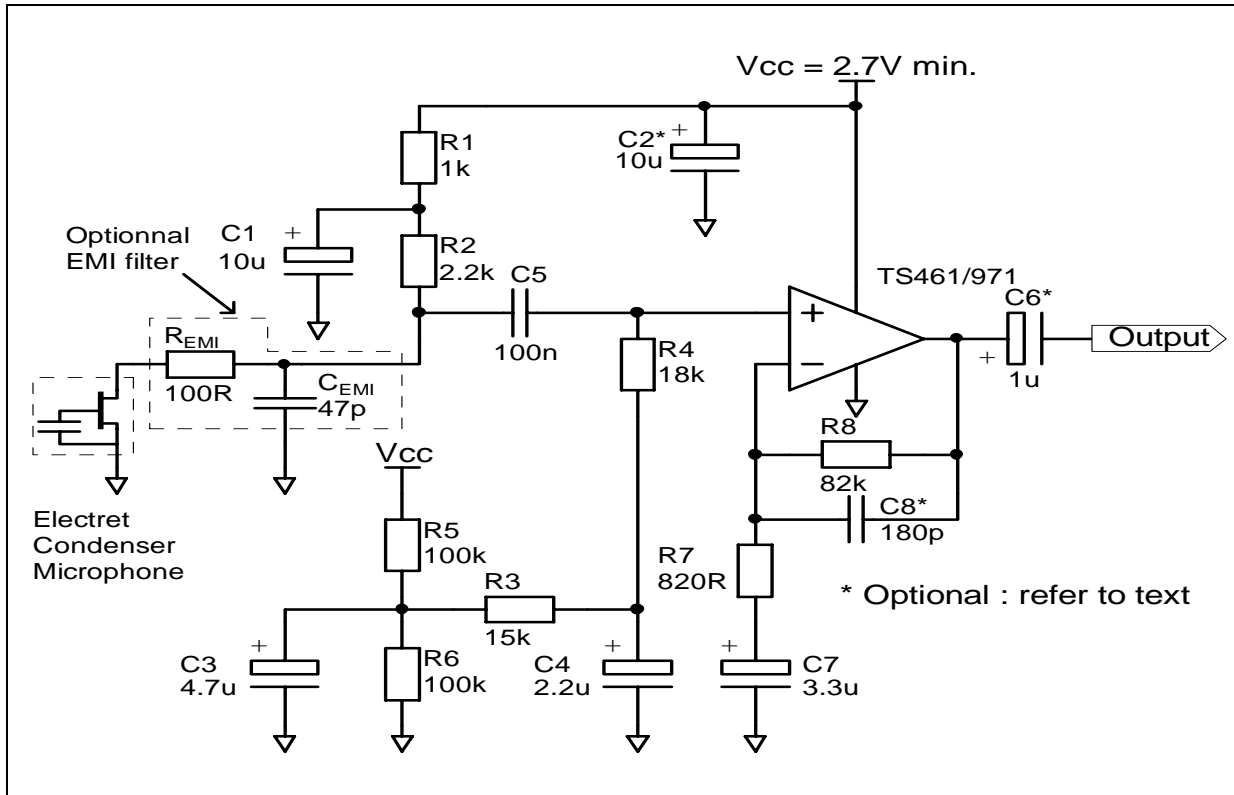 Vcc = 2.7V min.
R1
1k
C2*
+
10u
Optionnal
EMI filter
C1
+
10u
R2
2.2k
C5
100n
TS461/971
C6*
+
1u
Output
+
−
REMI
100R
CEMI
47p
R4
18k
R8
82k
C8*
180p
Vcc
Electret
Condenser
Microphone
R5
100k
R3
15k
R7
820R
* Optional : refer to text
C3
+
4.7u
R6
100k
C4
+
2.2u
+
C7
3.3u